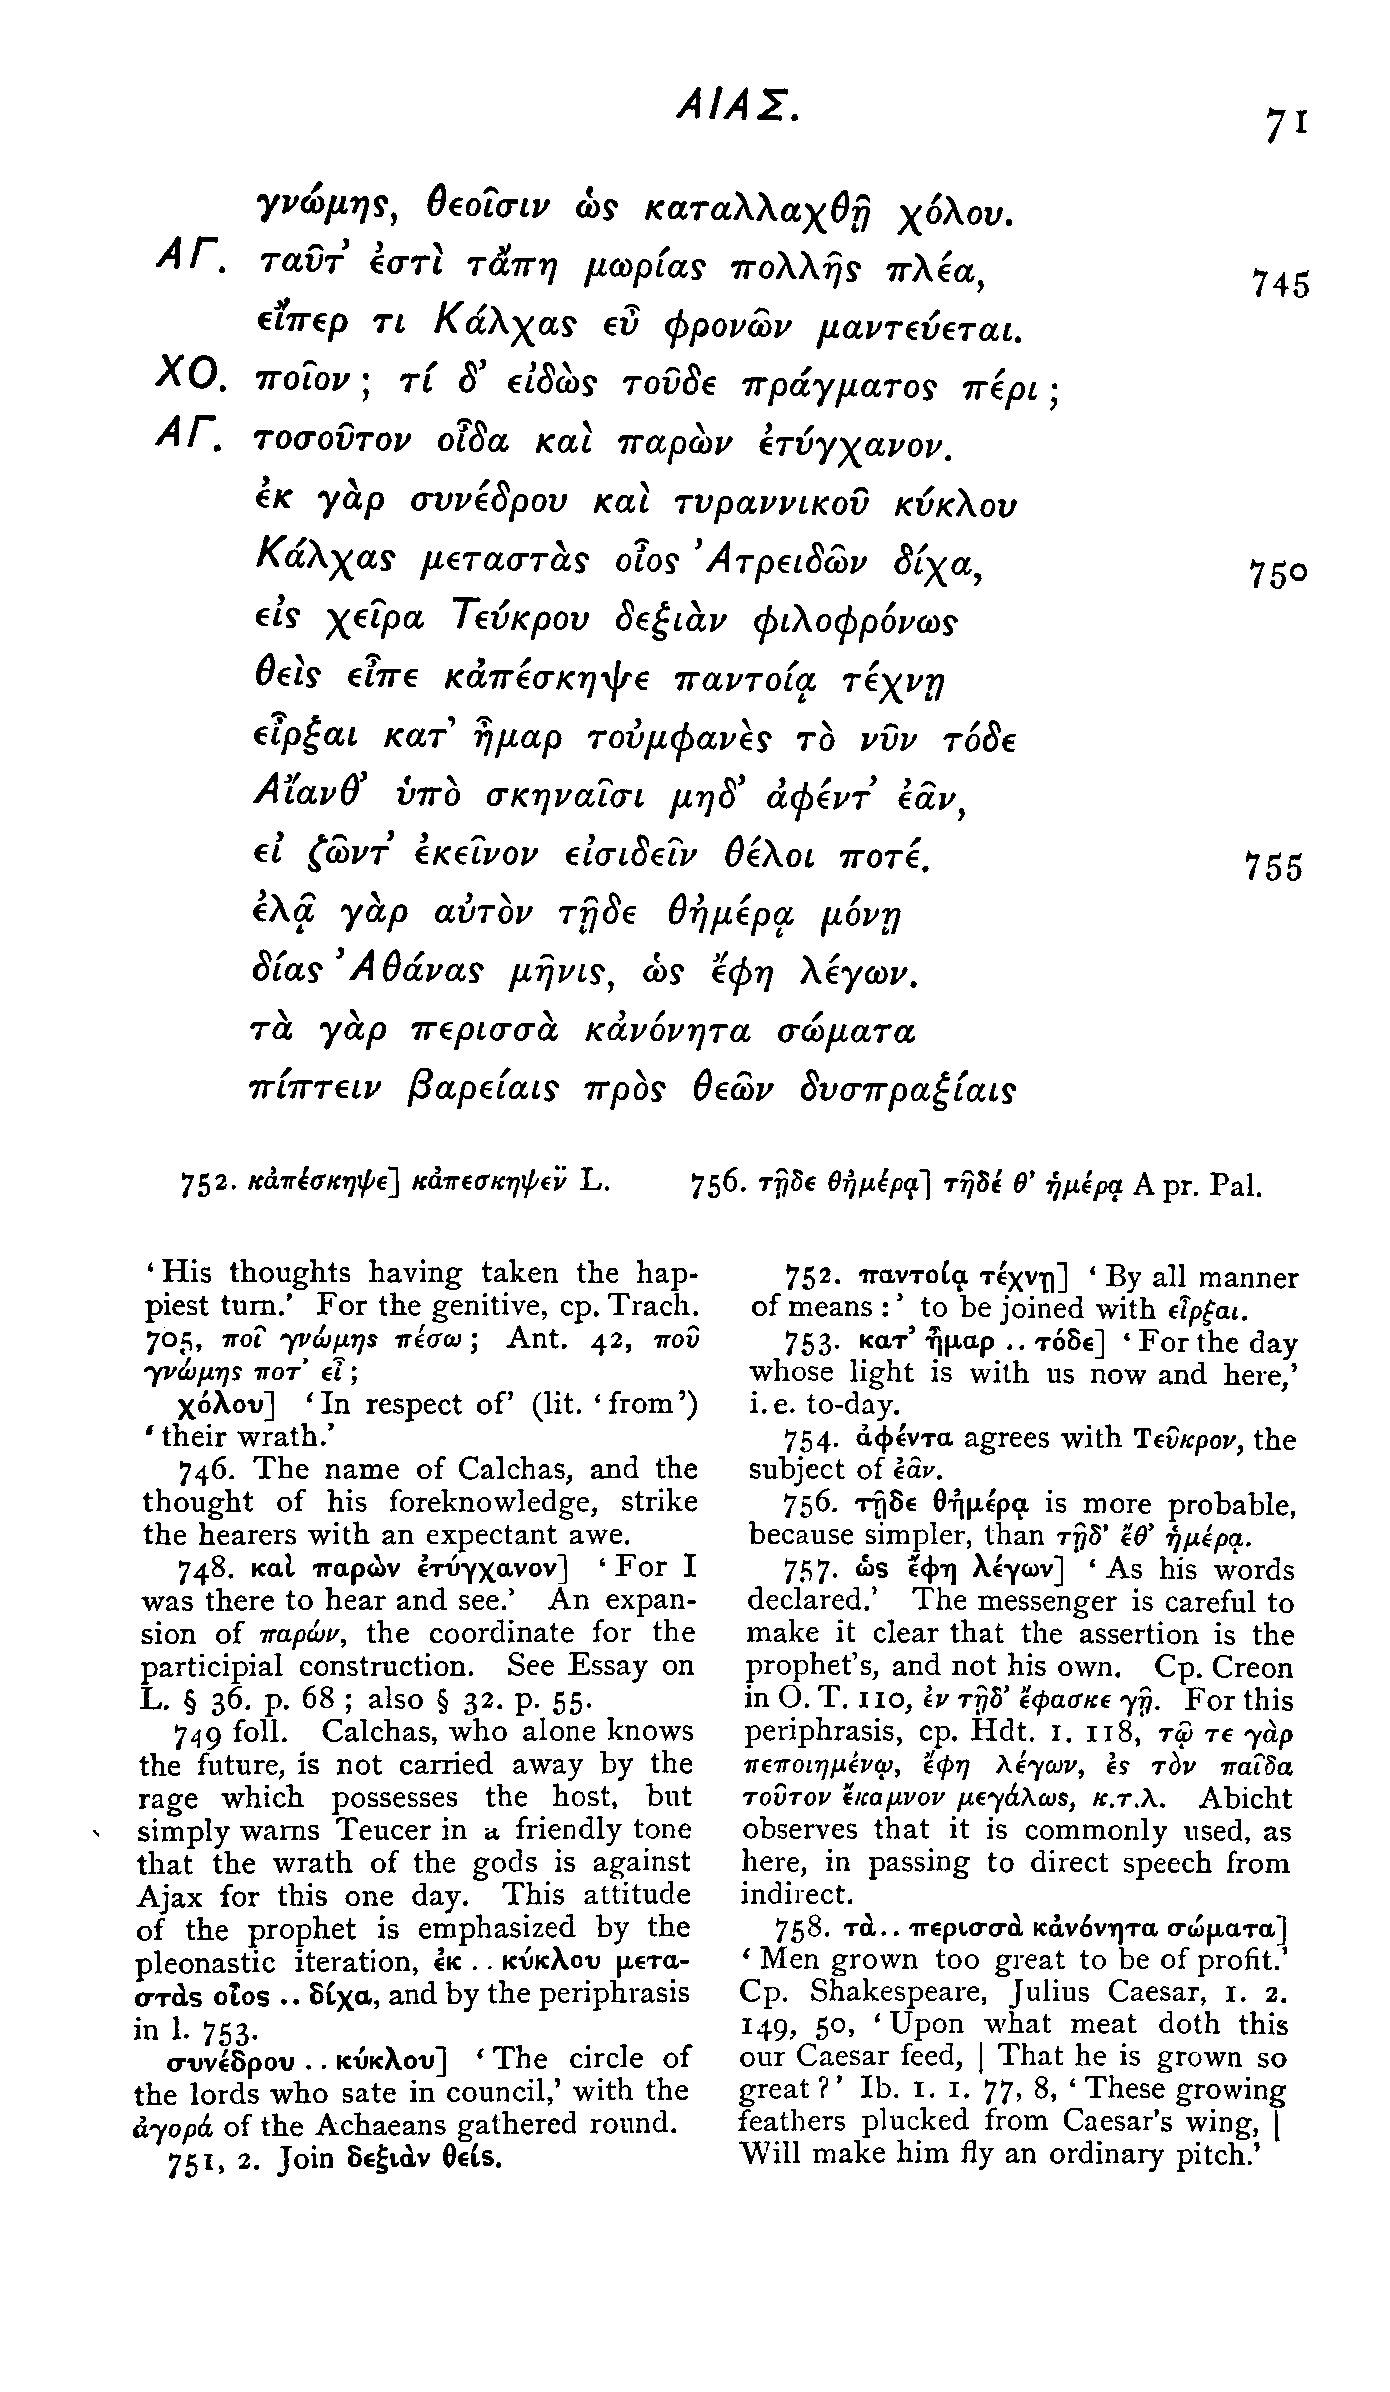 ΑΙΑΣ.
71
γνώμης, θεοῖσιν ὡς καταλλαχθῇ χόλου.
ΑΓ. ταῦτ’ ἐστὶ τἄπη μωρίας πολλῆς πλέα, 745
εἴπερ τι Κάλχας εὖ φρονῶν μαντεύεται.
ΧΟ. ποῖον; τί δ’ εἰδὼς τοῦδε πράγματος πέρι;
ΑΓ. τοσοῦτον οἶδα καὶ παρὼν ἐτύγχανον.
ἐκ γὰρ συνέδρου καὶ τυραννικοῦ κύκλου
Κάλχας μεταστὰς οἶος Ἀτρειδῶν δίχα, 750
εἰς χεῖρα Τεύκρου δεξιὰν φιλοφρόνως
θεὶς εἶπε κἀπέσκηψε παντοίᾳ τέχνῃ
εἶρξαι κατ’ ἦμαρ τοὐμφανὲς τὸ νῦν τόδε
Αἴανθ’ ὑπὸ σκηναῖσι μηδ’ ἀφέντ’ ἐᾶν,
εἰ ζῶντ’ ἐκεῖνον εἰσιδεῖν θέλοι ποτέ. 755
ἐλᾷ γὰρ αὐτὸν τῇδε θἠμέρᾳ μόνῃ
δίας Ἀθάνας μῆνις, ὡς ἔφη λέγων.
τὰ γὰρ περισσὰ κἀνόνητα σώματα
πίπτειν βαρείαις πρὸς θεῶν δυσπραξίαις
752. κἀπέσκηψε] κἀπεσκηψεν̈ L. 756. τῇδε θἠμέρᾳ] τῇδέ θ’ ἡμέρᾳ A pr. Pal.
‘His thoughts having taken the hap-
piest turn.’ For the genitive, cp. Trach.
705, ποῖ γνώμης πέσω; Ant. 42, ποῦ
γνώμης ποτ’ εἶ;
χόλου] ‘In respect of’ (lit. ‘from’)
‘their wrath.’
746. The name of Calchas, and the
thought of his foreknowledge, strike
the hearers with an expectant awe.
748. καὶ παρὼν ἐτύγχανον] ‘For I
was there to hear and see.’ An expan-
sion of παρών, the coordinate for the
participial construction. See Essay on
L. § 36. p. 68; also § 32. p. 55.
749 foll. Calchas, who alone knows
the future, is not carried away by the
rage which possesses the host, but
simply warns Teucer in a friendly tone
that the wrath of the gods is against
Ajax for this one day. This attitude
of the prophet is emphasized by the
pleonastic iteration, ἐκ .. κύκλου μετα-
στὰς οἶος .. δίχα, and by the periphrasis
in l. 753.
συνέδρου .. κύκλου] ‘The circle of
the lords who sate in council,’ with the
ἀγορά of the Achaeans gathered round.
751, 2. Join δεξιὰν θείς.
752. παντοίᾳ τέχνῃ] ‘By all manner
of means:’ to be joined with εἶρξαι.
753. κατ’ ἦμαρ .. τόδε] ‘For the day
whose light is with us now and here,’
i.e. to-day.
754. ἀφέντα agrees with Τεῦκρον, the
subject of ἐᾶν.
756. τῇδε θἠμέρᾳ is more probable,
because simpler, than τῇδ’ ἔθ’ ἡμέρᾳ.
757. ὡς ἔφη λέγων] ‘As his words
declared.’ The messenger is careful to
make it clear that the assertion is the
prophet’s, and not his own. Cp. Creon
in O. T. 110, ἐν τῇδ’ ἔφασκε γῇ. For this
periphrasis, cp. Hdt. 1. 118, τῷ τε γὰρ
πεποιημένῳ, ἔφη λέγων, ἐς τὸν παῖδα
τοῦτον ἔκαμνον μεγάλως, κ.τ.λ. Abicht
observes that it is commonly used, as
here, in passing to direct speech from
indirect.
758. τὰ.. περισσὰ κἀνόνητα σώματα]
‘Men grown too great to be of profit.’
Cp. Shakespeare, Julius Caesar, 1. 2.
149, 50, ‘Upon what meat doth this
our Caesar feed, | That he is grown so
great?’ Ib. 1. 1. 77, 8, ‘These growing
feathers plucked from Caesar’s wing, |
Will make him fly an ordinary pitch.’